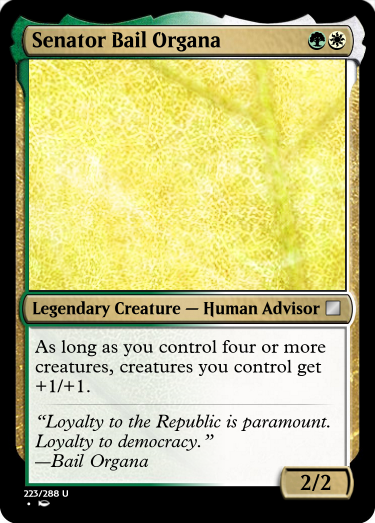 Senator Bail Organa
Legendary Creature — Human Advisor
As long as you control four or more
creatures, creatures you control get
+1/+1.
“Loyalty to the Republic is paramount.
Loyalty to democracy.”
—Bail Organa
2/2
223/288 U